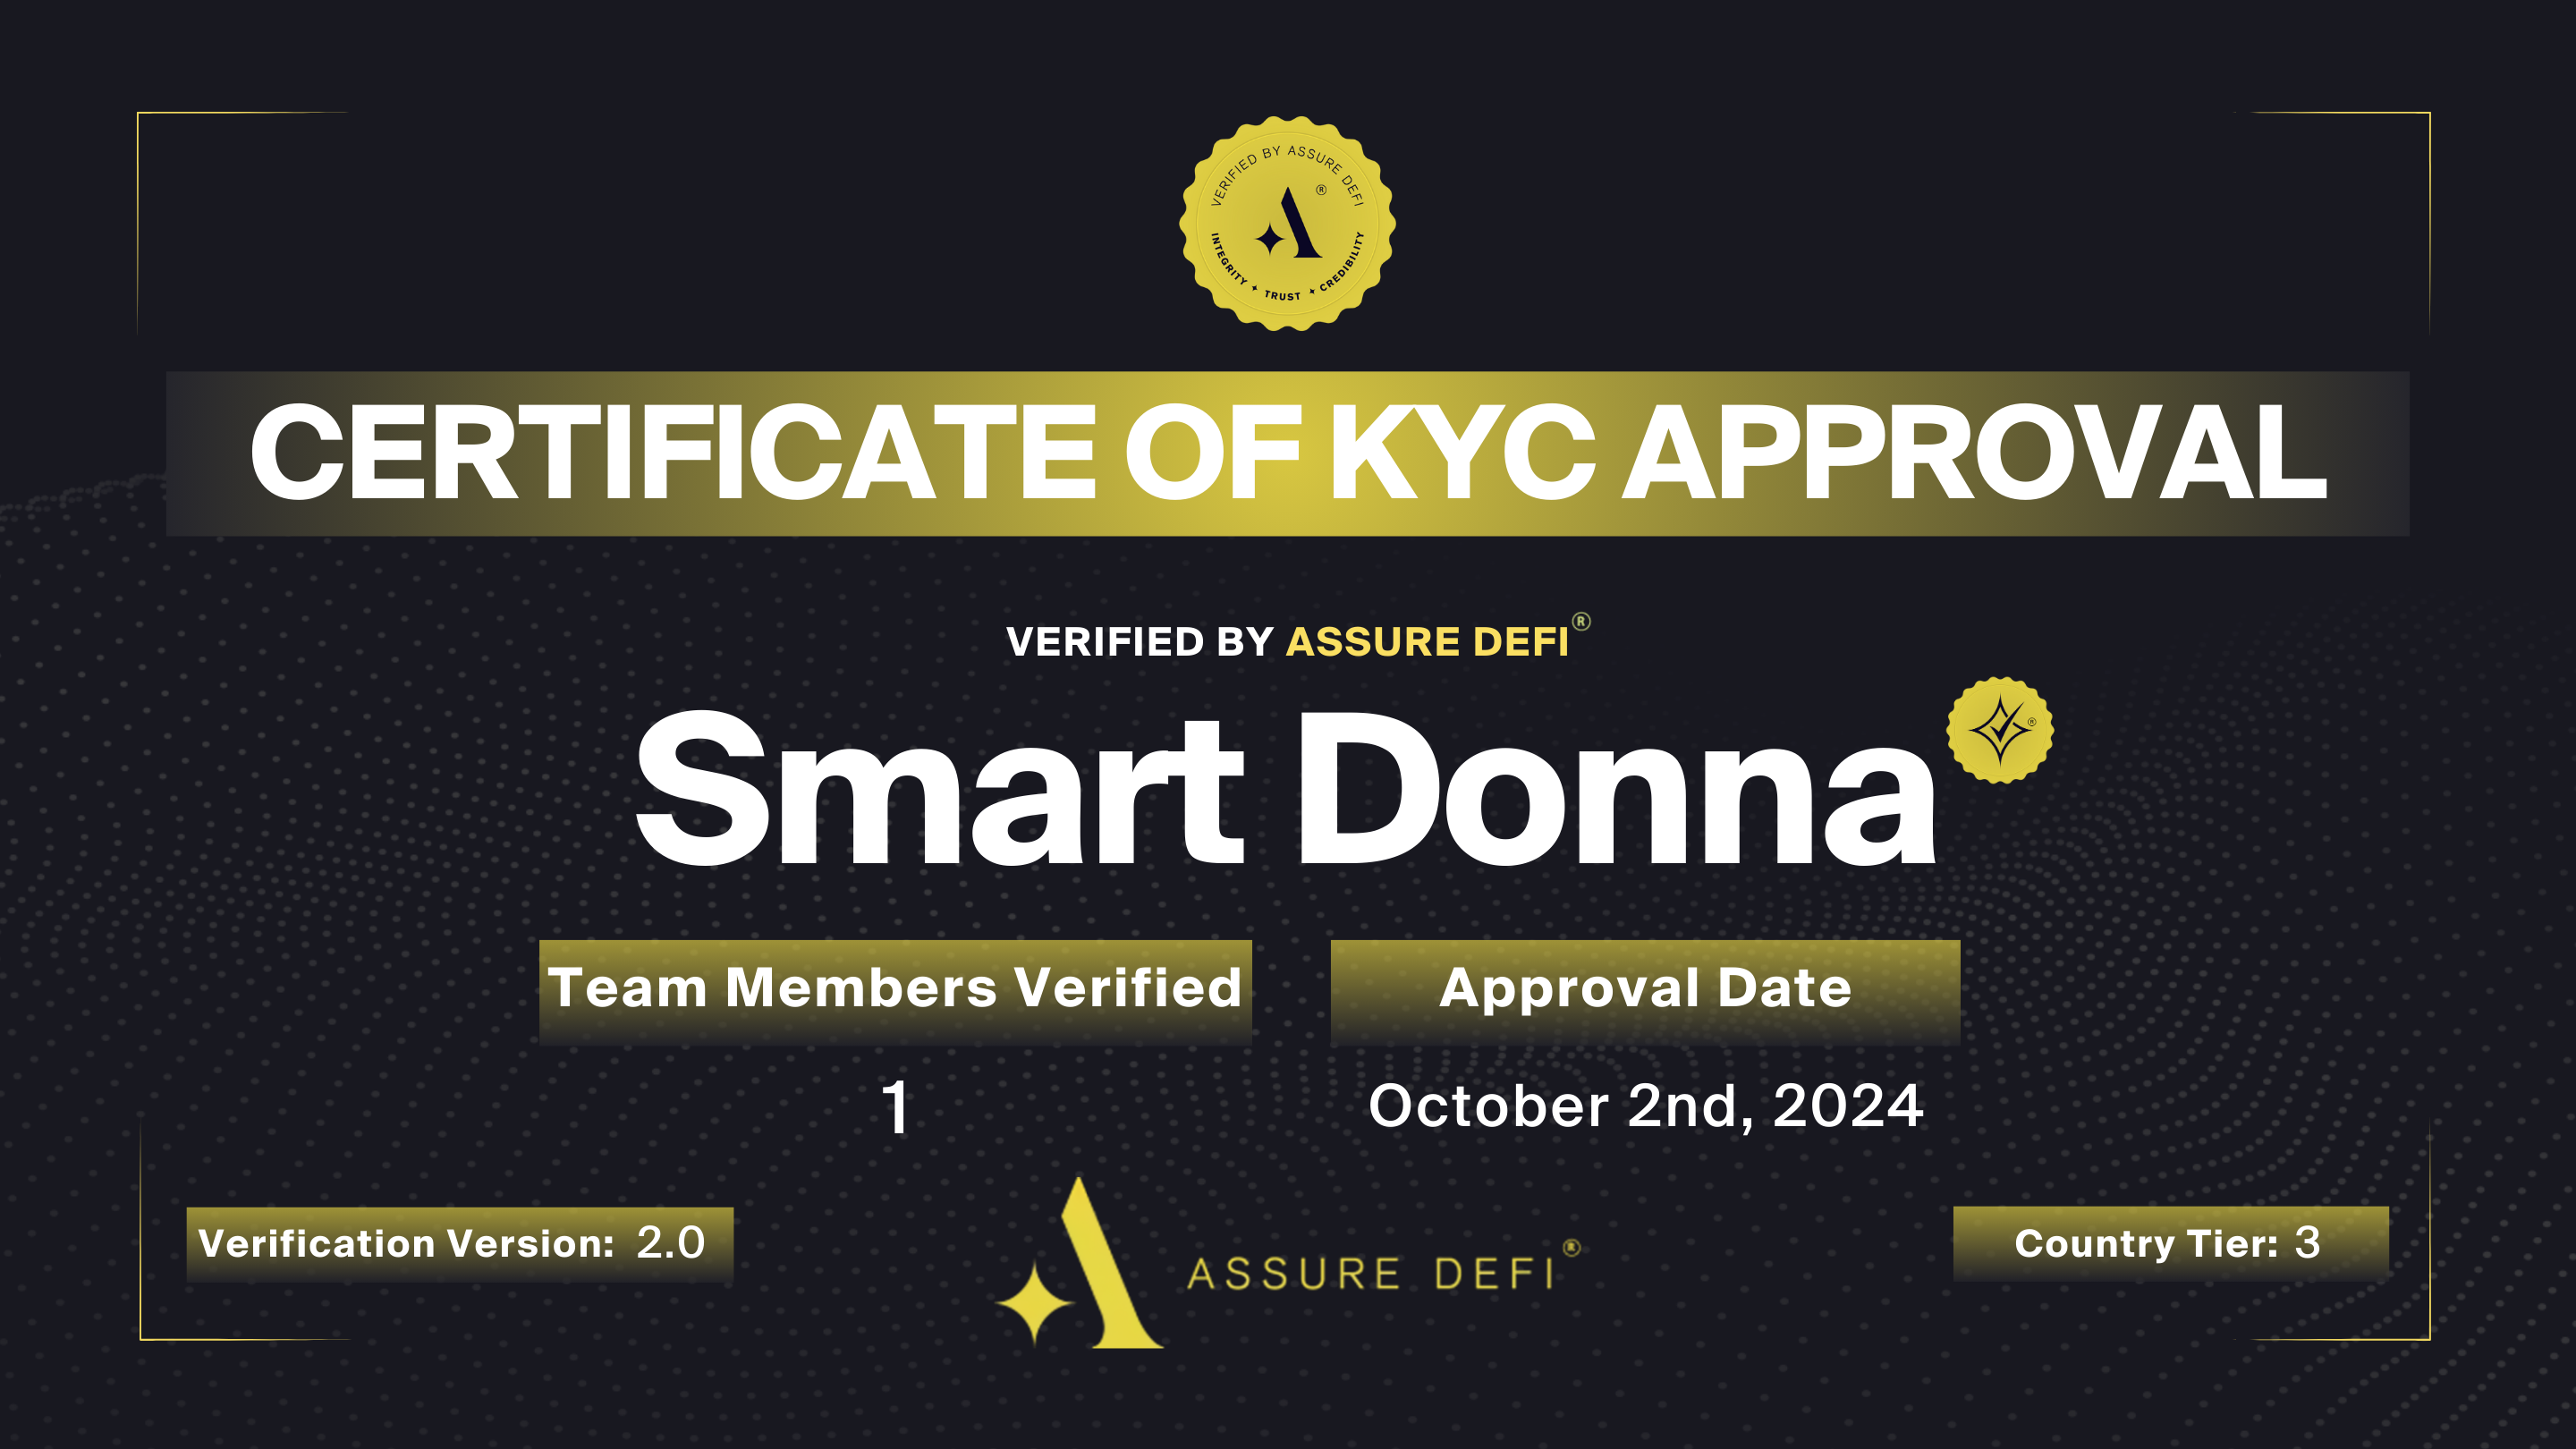 VERIFIED BY ASSURE DEFI
®
INTEGRITY ✦ TRUST ✦ CREDIBILITY
CERTIFICATE OF KYC APPROVAL
VERIFIED BY ASSURE DEFI®
Smart Donna
®
Team Members Verified
Approval Date
1
October 2nd, 2024
Verification Version: 2.0
ASSURE DEFI®
Country Tier: 3